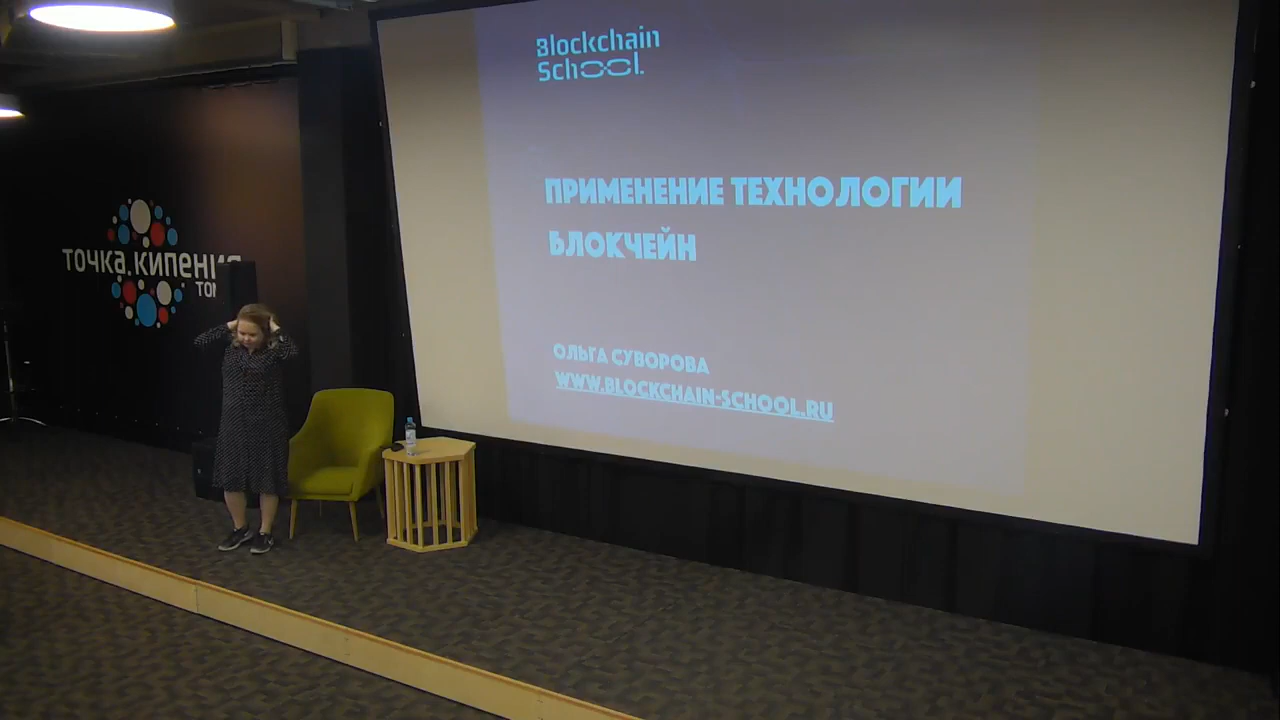 Blockchain
School.
ПРИМЕНЕНИЕ ТЕХНОЛОГИИ
БЛОКЧЕЙН
ОЛЬГА СУВОРОВА
WWW.BLOCKCHAIN-SCHOOL.RU
точка.кипения